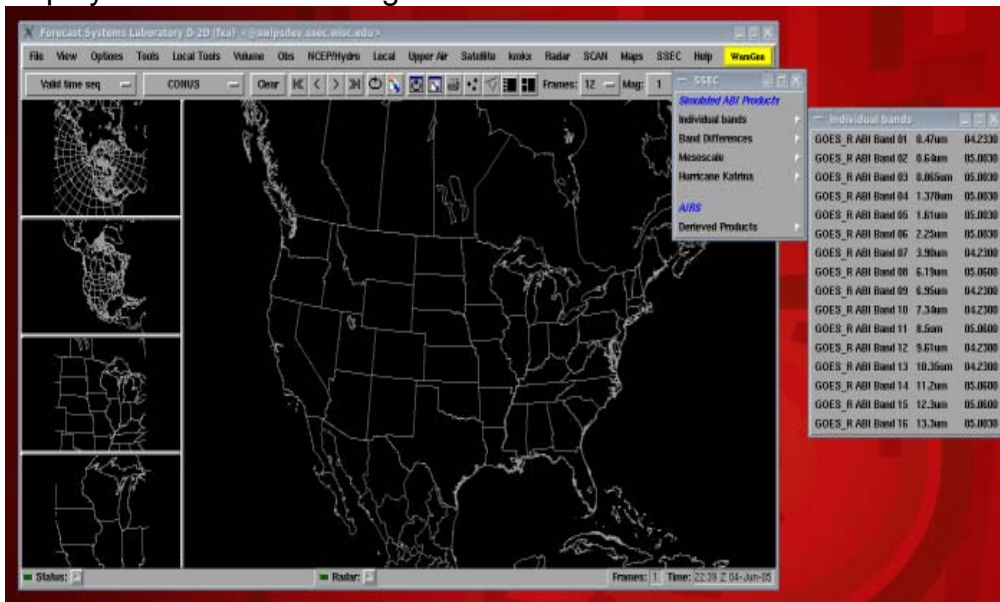 X Forecast Systems Laboratory D-2D (fxa) <@awipsdev.ssec.wisc.edu>
File View Options Tools Local Tools Volume Obs NCEP/Hydro Local Upper Air Satellite Radar SCAN Maps SSEC Help WarnGen
Valid time seq CONUS Clear Frames: 12 Mag: 1
SSEC
Simulated ABI Products
Individual bands
Band Differences
Mesoscale
Hurricane Katrina
AIRS
Derieved Products
Individual bands
GOES_R ABI Band 01 0.47um 04.2330
GOES_R ABI Band 02 0.64um 05.0030
GOES_R ABI Band 03 0.865um 05.0030
GOES_R ABI Band 04 1.378um 05.0030
GOES_R ABI Band 05 1.61um 05.0030
GOES_R ABI Band 06 2.25um 05.0030
GOES_R ABI Band 07 3.90um 04.2300
GOES_R ABI Band 08 6.19um 05.0600
GOES_R ABI Band 09 6.95um 04.2300
GOES_R ABI Band 10 7.34um 04.2300
GOES_R ABI Band 11 8.5um 05.0600
GOES_R ABI Band 12 9.61um 04.2300
GOES_R ABI Band 13 10.35um 04.2300
GOES_R ABI Band 14 11.2um 05.0600
GOES_R ABI Band 15 12.3um 05.0600
GOES_R ABI Band 16 13.3um 05.0030
Status: Radar: Frames: 1 Time: 22:39 Z 04-Jun-05